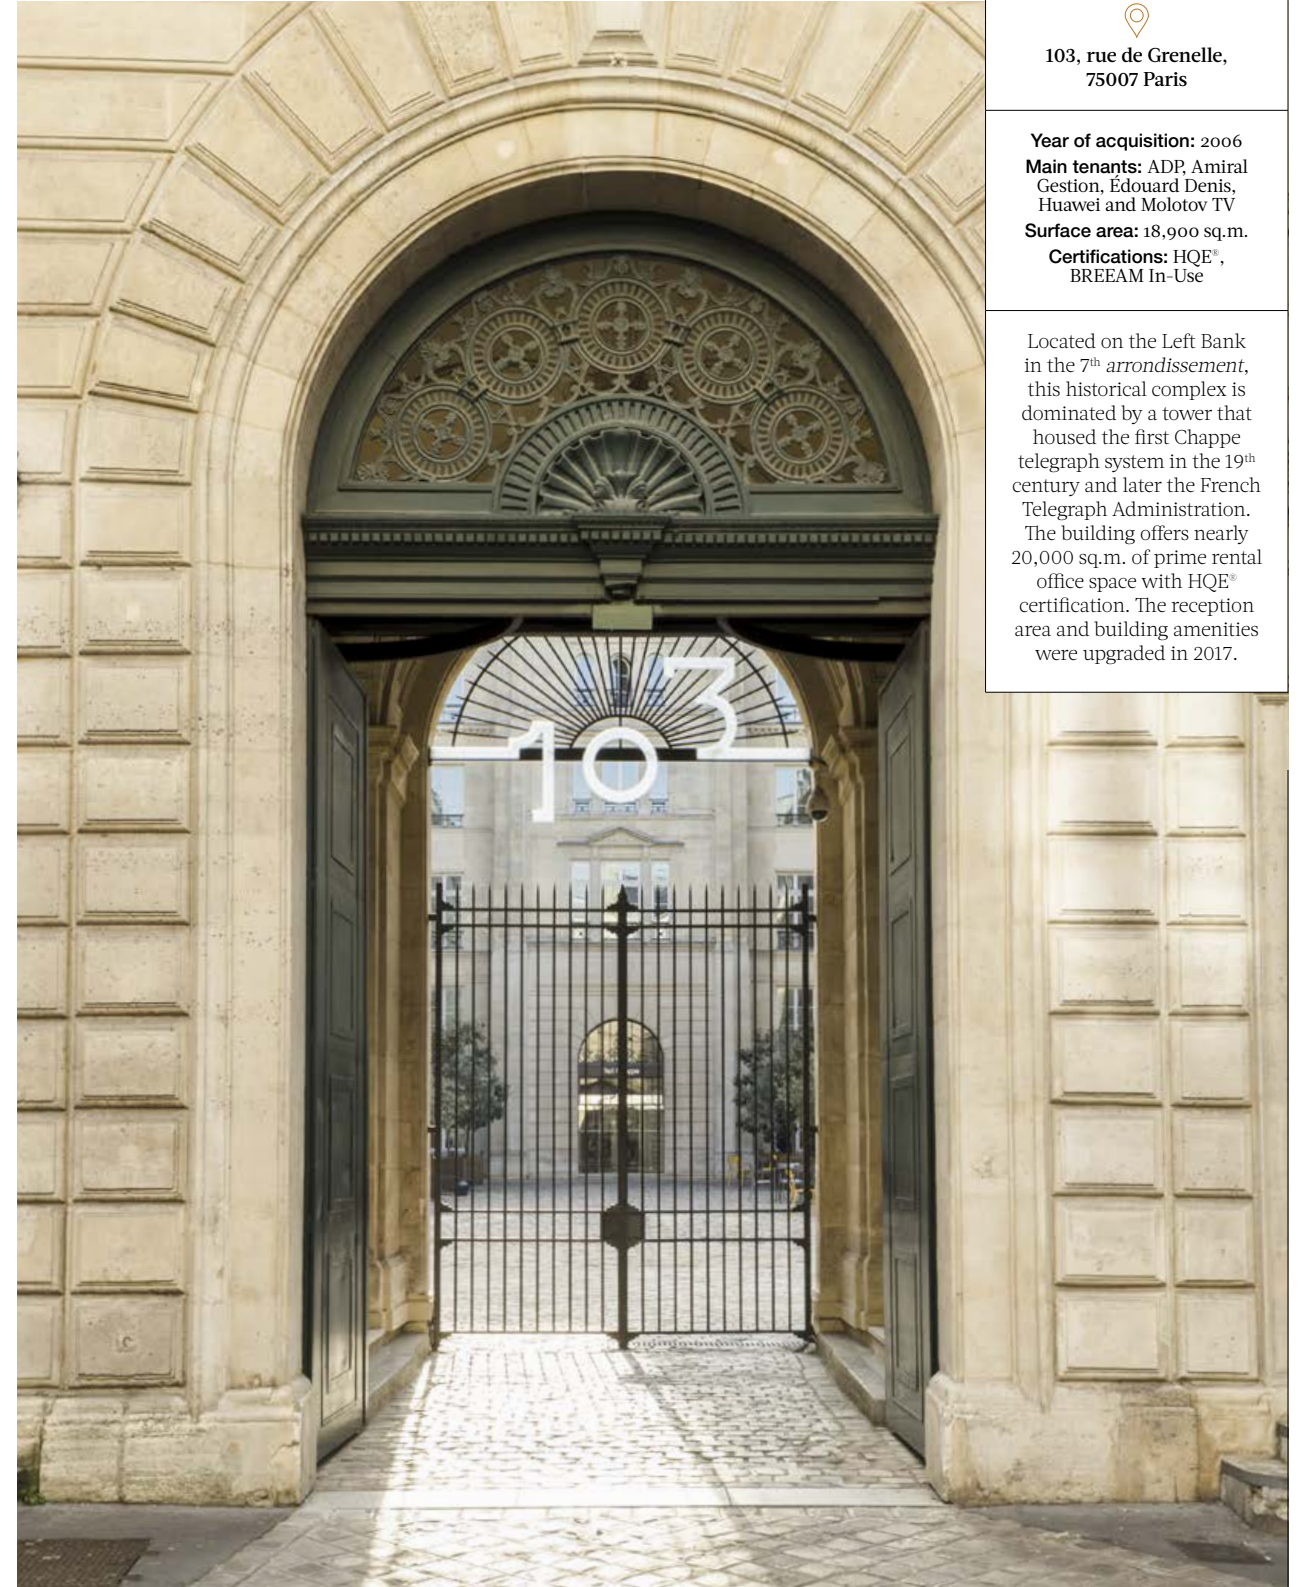 103, rue de Grenelle,
75007 Paris
Year of acquisition: 2006
Main tenants: ADP, Amiral
Gestion, Édouard Denis,
Huawei and Molotov TV
Surface area: 18,900 sq.m.
Certifications: HQE®,
BREEAM In-Use
Located on the Left Bank
in the 7th arrondissement,
this historical complex is
dominated by a tower that
housed the first Chappe
telegraph system in the 19th
century and later the French
Telegraph Administration.
The building offers nearly
20,000 sq.m. of prime rental
office space with HQE®
certification. The reception
area and building amenities
were upgraded in 2017.
103